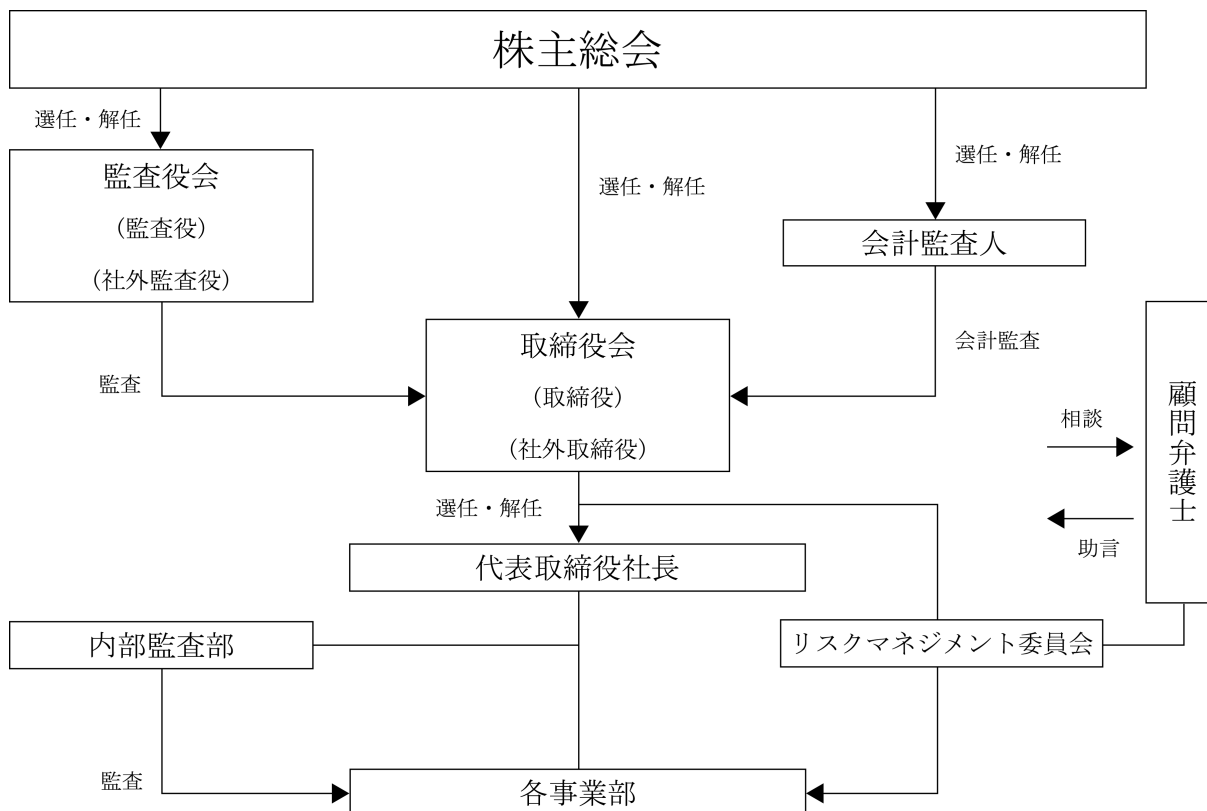 株主総会
選任・解任
選任・解任
選任・解任
監査役会
（監査役）
（社外監査役）
会計監査人
取締役会
（取締役）
（社外取締役）
監査
会計監査
相談
助言
顧問弁護士
選任・解任
代表取締役社長
内部監査部
リスクマネジメント委員会
監査
各事業部